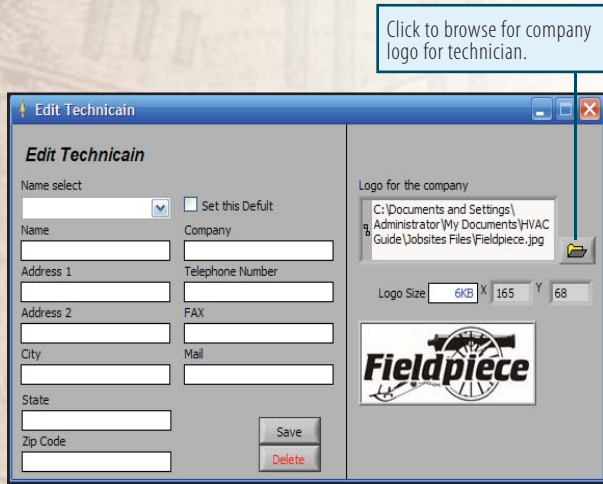 Click to browse for company
logo for technician.
Edit Technicain
Edit Technicain
Name select
Set this Defult
Name
Company
Address 1
Telephone Number
Address 2
FAX
City
Mail
State
Zip Code
Save
Delete
Logo for the company
C:\Documents and Settings\
Administrator\My Documents\HVAC
Guide\Jobsites Files\Fieldpiece.jpg
Logo Size 6KB X 165 Y 68
Fieldpiece